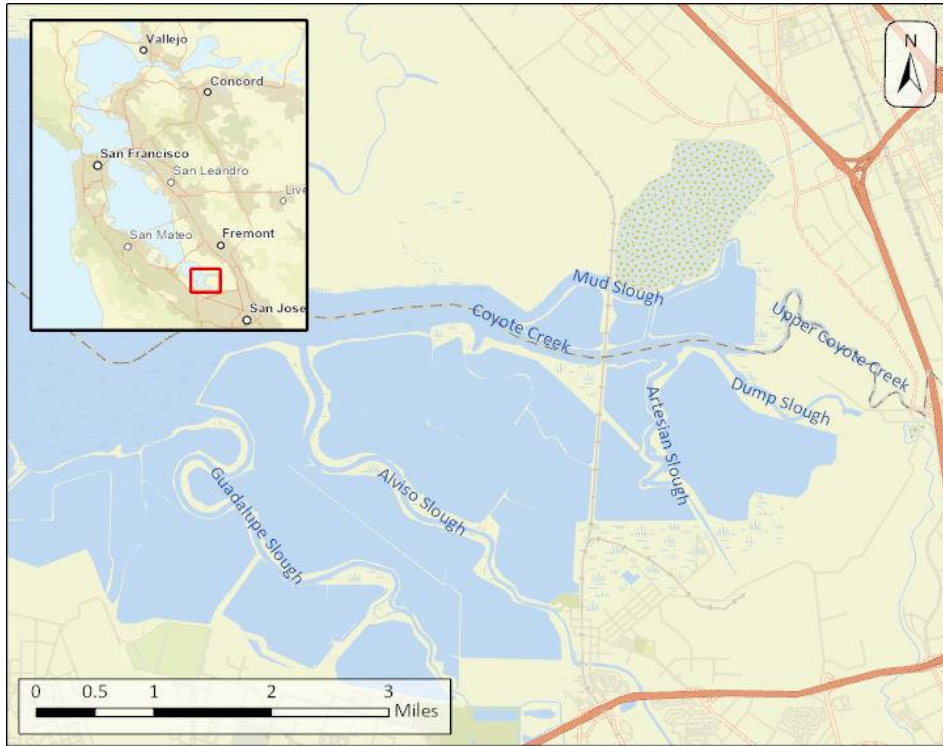 Vallejo
Concord
San Francisco
San Leandro
Live
San Mateo
Fremont
San Jose
N
Mud Slough
Coyote Creek
Upper Coyote Creek
Dump Slough
Artesian Slough
Alviso Slough
Guadalupe Slough
0 0.5 1 2 3
Miles